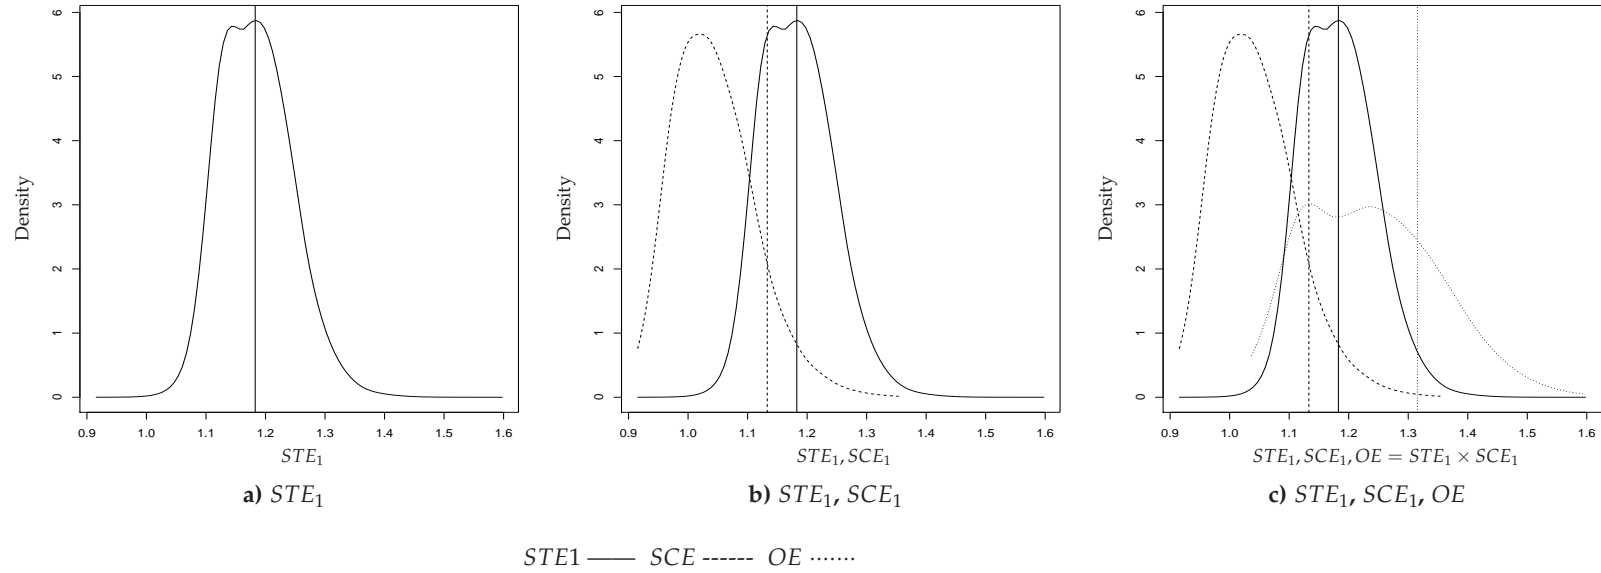 Density
6
5
4
3
2
1
0
0.9 1.0 1.1 1.2 1.3 1.4 1.5 1.6
STE₁
a) STE₁
Density
6
5
4
3
2
1
0
0.9 1.0 1.1 1.2 1.3 1.4 1.5 1.6
STE₁, SCE₁
b) STE₁, SCE₁
Density
6
5
4
3
2
1
0
0.9 1.0 1.1 1.2 1.3 1.4 1.5 1.6
STE₁, SCE₁, OE = STE₁ × SCE₁
c) STE₁, SCE₁, OE
STE1 —— SCE ------ OE ·······